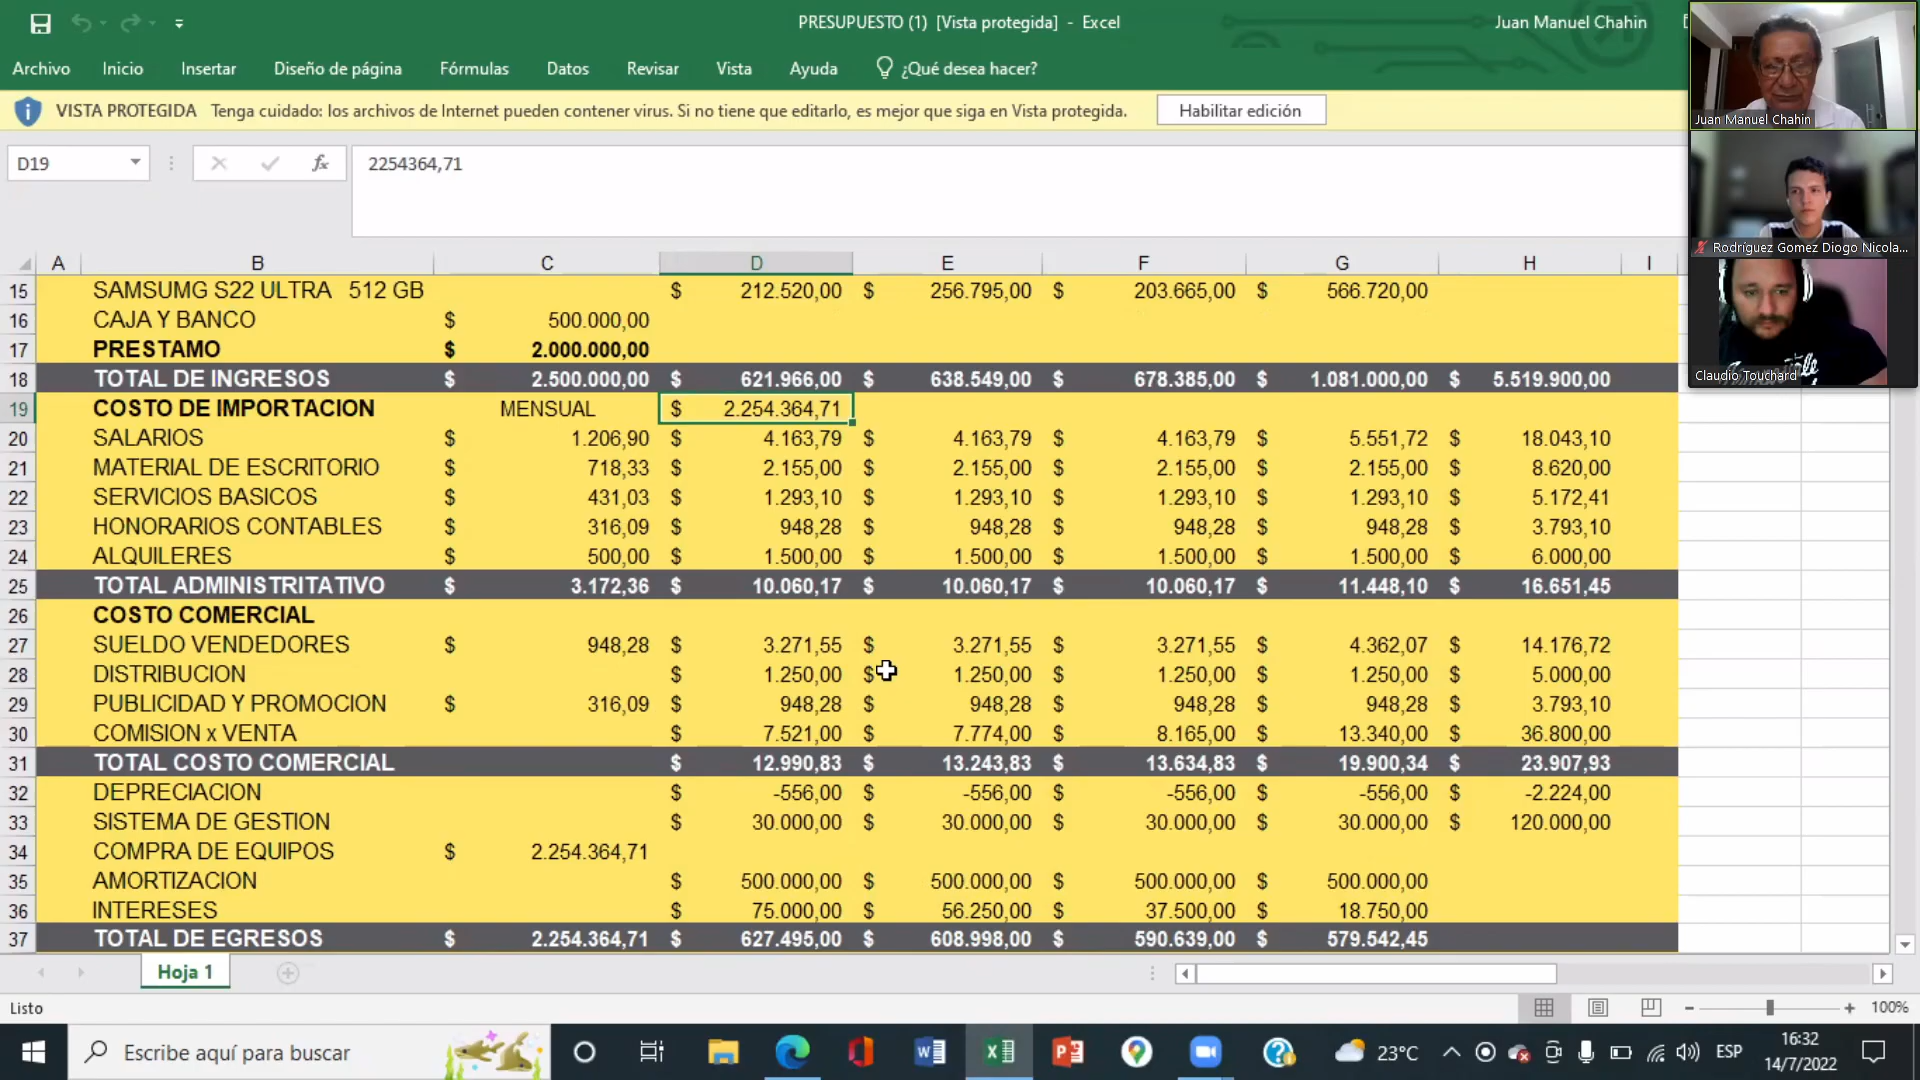 PRESUPUESTO (1) [Vista protegida] - Excel
Juan Manuel Chahin
Archivo Inicio Insertar Diseño de página Fórmulas Datos Revisar Vista Ayuda ¿Qué desea hacer?
VISTA PROTEGIDA Tenga cuidado: los archivos de Internet pueden contener virus. Si no tiene que editarlo, es mejor que siga en Vista protegida. Habilitar edición
Juan Manuel Chahin
D19 fx 2254364,71
Rodríguez Gomez Diogo Nicola...
Claudio Touchard
A B C D E F G H I
15 SAMSUMG S22 ULTRA 512 GB $ 212.520,00 $ 256.795,00 $ 203.665,00 $ 566.720,00
16 CAJA Y BANCO $ 500.000,00
17 PRESTAMO $ 2.000.000,00
18 TOTAL DE INGRESOS $ 2.500.000,00 $ 621.966,00 $ 638.549,00 $ 678.385,00 $ 1.081.000,00 $ 5.519.900,00
19 COSTO DE IMPORTACION MENSUAL $ 2.254.364,71
20 SALARIOS $ 1.206,90 $ 4.163,79 $ 4.163,79 $ 4.163,79 $ 5.551,72 $ 18.043,10
21 MATERIAL DE ESCRITORIO $ 718,33 $ 2.155,00 $ 2.155,00 $ 2.155,00 $ 2.155,00 $ 8.620,00
22 SERVICIOS BASICOS $ 431,03 $ 1.293,10 $ 1.293,10 $ 1.293,10 $ 1.293,10 $ 5.172,41
23 HONORARIOS CONTABLES $ 316,09 $ 948,28 $ 948,28 $ 948,28 $ 948,28 $ 3.793,10
24 ALQUILERES $ 500,00 $ 1.500,00 $ 1.500,00 $ 1.500,00 $ 1.500,00 $ 6.000,00
25 TOTAL ADMINISTRITATIVO $ 3.172,36 $ 10.060,17 $ 10.060,17 $ 10.060,17 $ 11.448,10 $ 16.651,45
26 COSTO COMERCIAL
27 SUELDO VENDEDORES $ 948,28 $ 3.271,55 $ 3.271,55 $ 3.271,55 $ 4.362,07 $ 14.176,72
28 DISTRIBUCION $ 1.250,00 $ 1.250,00 $ 1.250,00 $ 1.250,00 $ 5.000,00
29 PUBLICIDAD Y PROMOCION $ 316,09 $ 948,28 $ 948,28 $ 948,28 $ 948,28 $ 3.793,10
30 COMISION x VENTA $ 7.521,00 $ 7.774,00 $ 8.165,00 $ 13.340,00 $ 36.800,00
31 TOTAL COSTO COMERCIAL $ 12.990,83 $ 13.243,83 $ 13.634,83 $ 19.900,34 $ 23.907,93
32 DEPRECIACION $ -556,00 $ -556,00 $ -556,00 $ -556,00 $ -2.224,00
33 SISTEMA DE GESTION $ 30.000,00 $ 30.000,00 $ 30.000,00 $ 30.000,00 $ 120.000,00
34 COMPRA DE EQUIPOS $ 2.254.364,71
35 AMORTIZACION $ 500.000,00 $ 500.000,00 $ 500.000,00 $ 500.000,00
36 INTERESES $ 75.000,00 $ 56.250,00 $ 37.500,00 $ 18.750,00
37 TOTAL DE EGRESOS $ 2.254.364,71 $ 627.495,00 $ 608.998,00 $ 590.639,00 $ 579.542,45
Hoja 1
Listo
100%
Escribe aquí para buscar
23°C
ESP
16:32
14/7/2022